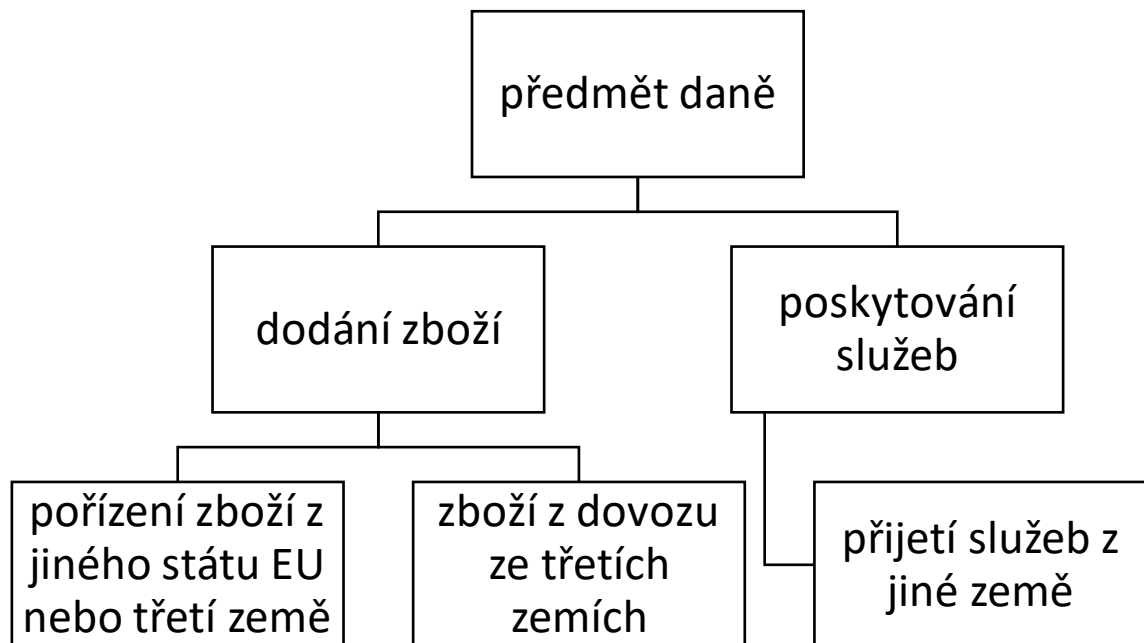 předmět daně
dodání zboží
poskytování
služeb
pořízení zboží z
jiného státu EU
nebo třetí země
zboží z dovozu
ze třetích
zemích
přijetí služeb z
jiné země